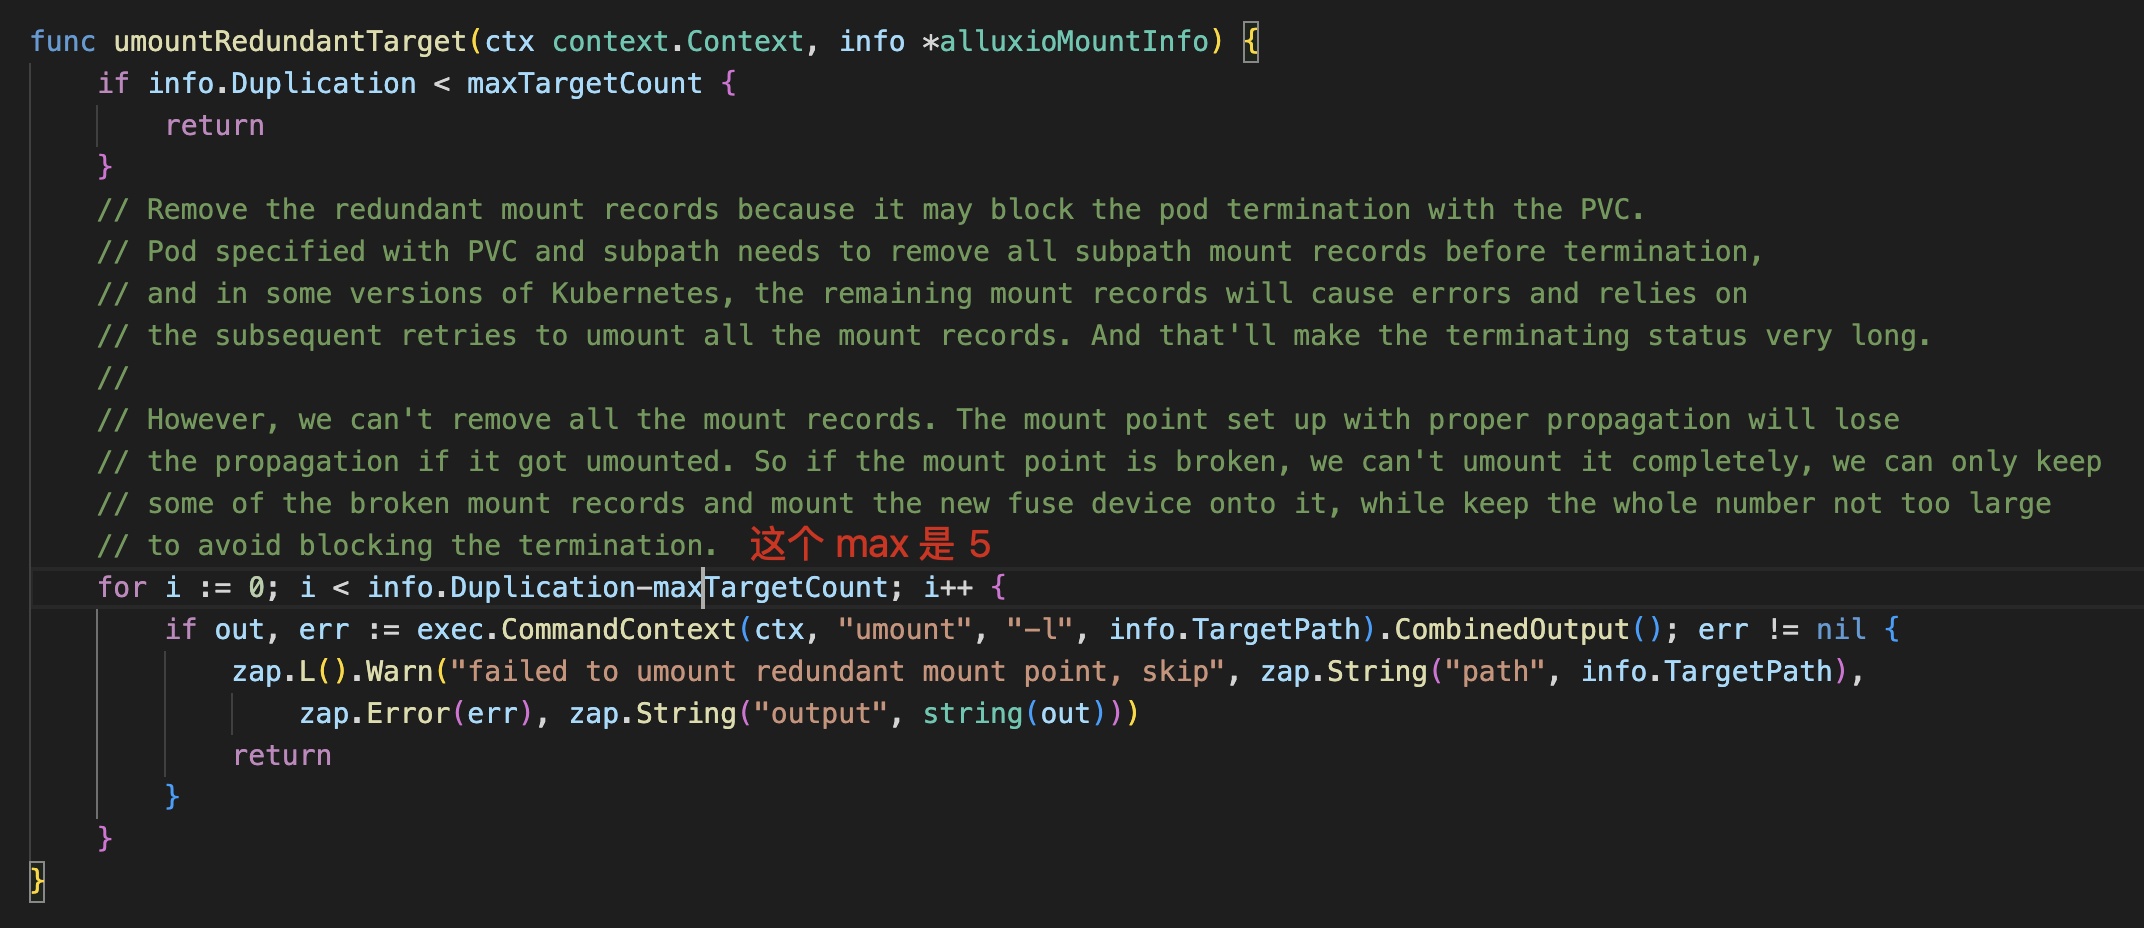 func umountRedundantTarget(ctx context.Context, info *alluxioMountInfo) {
    if info.Duplication < maxTargetCount {
        return
    }
    // Remove the redundant mount records because it may block the pod termination with the PVC.
    // Pod specified with PVC and subpath needs to remove all subpath mount records before termination,
    // and in some versions of Kubernetes, the remaining mount records will cause errors and relies on
    // the subsequent retries to umount all the mount records. And that'll make the terminating status very long.
    //
    // However, we can't remove all the mount records. The mount point set up with proper propagation will lose
    // the propagation if it got umounted. So if the mount point is broken, we can't umount it completely, we can only keep
    // some of the broken mount records and mount the new fuse device onto it, while keep the whole number not too large
    // to avoid blocking the termination. 这个 max 是 5
    for i := 0; i < info.Duplication-maxTargetCount; i++ {
        if out, err := exec.CommandContext(ctx, "umount", "-l", info.TargetPath).CombinedOutput(); err != nil {
            zap.L().Warn("failed to umount redundant mount point, skip", zap.String("path", info.TargetPath),
                zap.Error(err), zap.String("output", string(out)))
            return
        }
    }
}